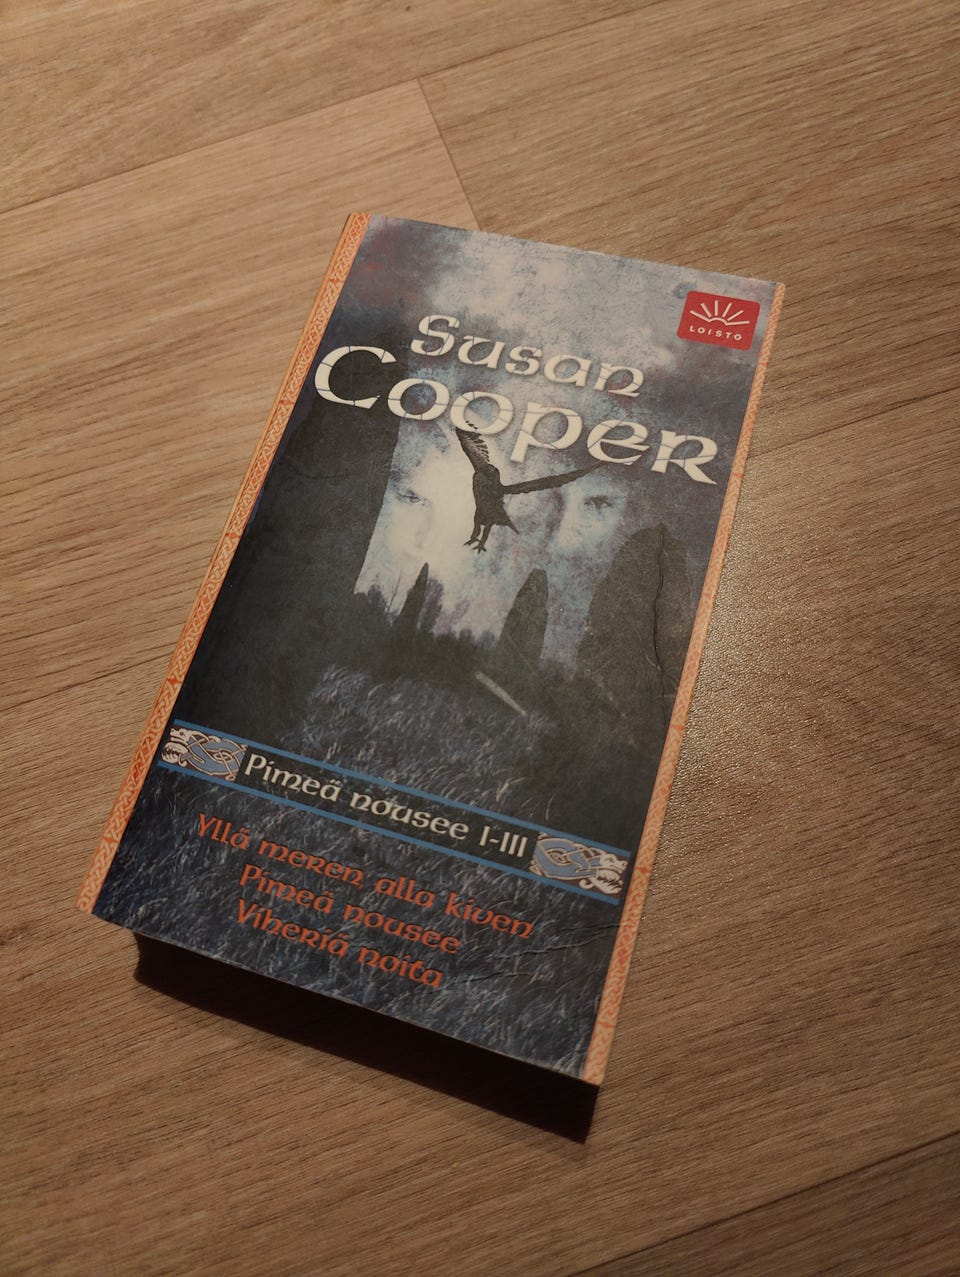 LOISTO
Susan
Cooper
Pimeä nousee I-III
Yllä meren alla kiven
Pimeä nousee
Viheriä noita